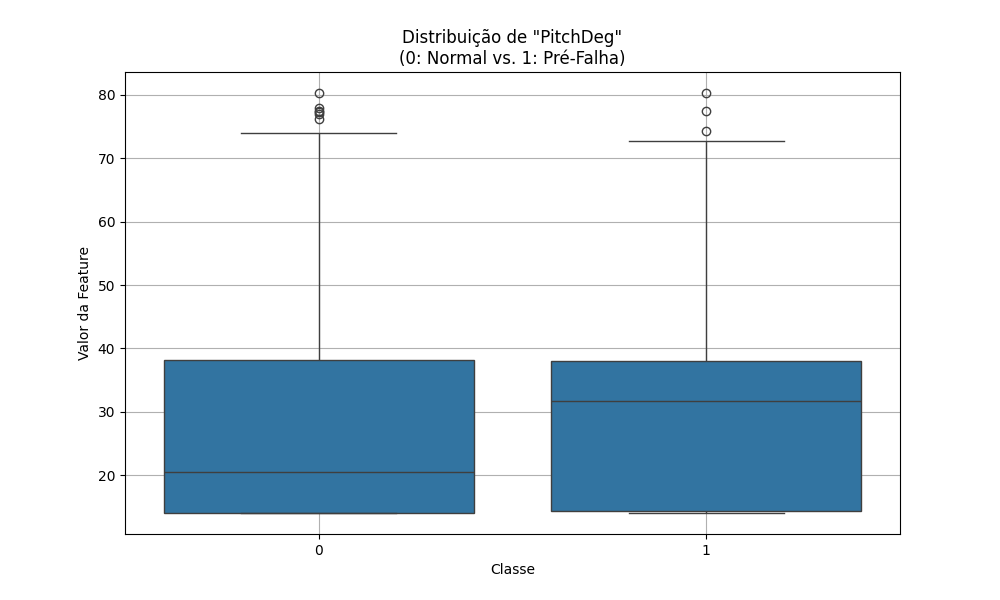 Distribuição de "PitchDeg"
(0: Normal vs. 1: Pré-Falha)
80
70
60
50
40
30
20
Valor da Feature
0
1
Classe